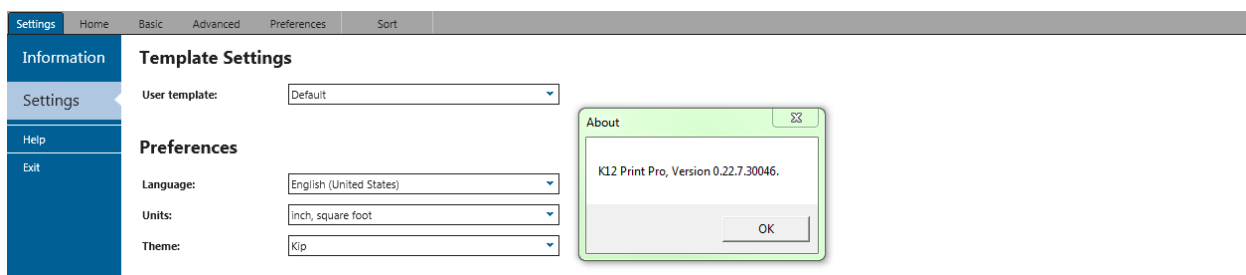 Settings Home Basic Advanced Preferences Sort
Information
Settings
Help
Exit
Template Settings
User template: Default
Preferences
Language: English (United States)
Units: inch, square foot
Theme: Kip
About
K12 Print Pro, Version 0.22.7.30046.
OK